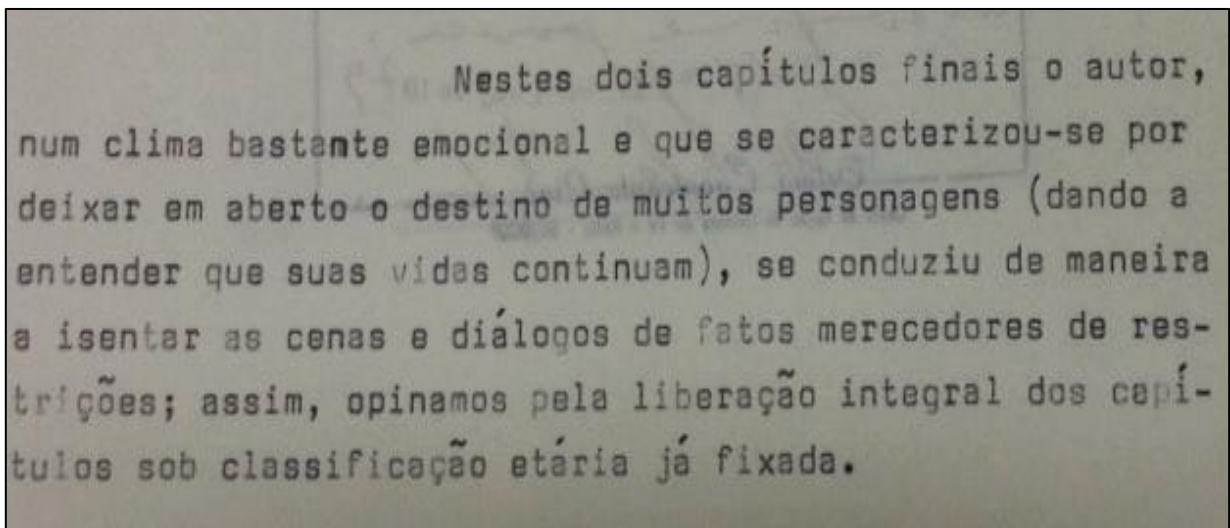 Nestes dois capítulos finais o autor,
num clima bastante emocional e que se caracterizou-se por
deixar em aberto o destino de muitos personagens (dando a
entender que suas vidas continuam), se conduziu de maneira
a isentar as cenas e diálogos de fatos merecedores de res-
trições; assim, opinamos pela liberação integral dos capí-
tulos sob classificação etária já fixada.